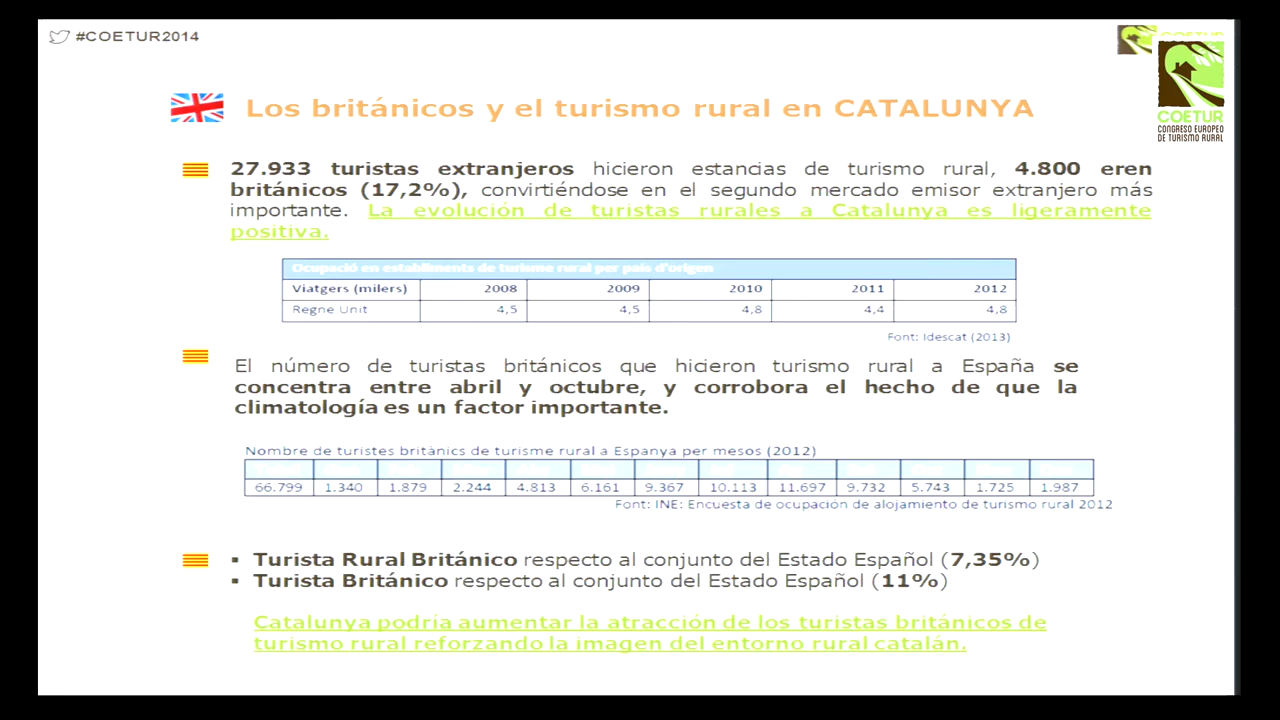 #COETUR2014
COETUR
CONGRESO EUROPEO
DE TURISMO RURAL
Los británicos y el turismo rural en CATALUNYA
27.933 turistas extranjeros hicieron estancias de turismo rural, 4.800 eren
británicos (17,2%), convirtiéndose en el segundo mercado emisor extranjero más
importante. La evolución de turistas rurales a Catalunya es ligeramente
positiva.
Ocupació en establiments de turisme rural per país d'origen
Viatgers (milers) 2008 2009 2010 2011 2012
Regne Unit 4,5 4,5 4,8 4,4 4,8
Font: Idescat (2013)
El número de turistas británicos que hicieron turismo rural a España se
concentra entre abril y octubre, y corrobora el hecho de que la
climatología es un factor importante.
Nombre de turistes britànics de turisme rural a Espanya per mesos (2012)
66.799 1.340 1.879 2.244 4.813 6.161 9.367 10.113 11.697 9.732 5.743 1.725 1.987
Font: INE: Encuesta de ocupación de alojamiento de turismo rural 2012
▪ Turista Rural Británico respecto al conjunto del Estado Español (7,35%)
▪ Turista Británico respecto al conjunto del Estado Español (11%)
Catalunya podría aumentar la atracción de los turistas británicos de
turismo rural reforzando la imagen del entorno rural catalán.